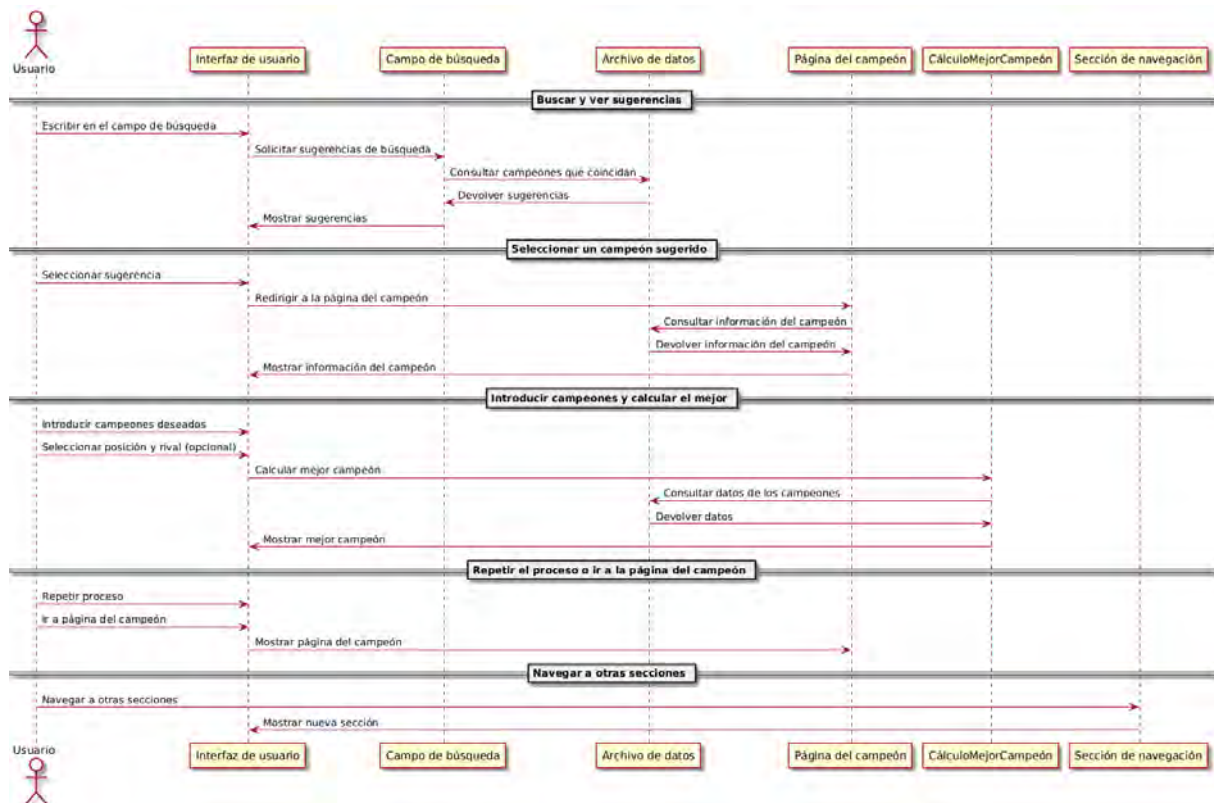 Usuario
Interfaz de usuario
Campo de búsqueda
Archivo de datos
Página del campeón
CálculoMejorCampeón
Sección de navegación
Buscar y ver sugerencias
Escribir en el campo de búsqueda
Solicitar sugerencias de búsqueda
Consultar campeones que coincidan
Devolver sugerencias
Mostrar sugerencias
Seleccionar un campeón sugerido
Seleccionar sugerencia
Redirigir a la página del campeón
Consultar información del campeón
Devolver información del campeón
Mostrar información del campeón
Introducir campeones y calcular el mejor
Introducir campeones deseados
Seleccionar posición y rival (opcional)
Calcular mejor campeón
Consultar datos de los campeones
Devolver datos
Mostrar mejor campeón
Repetir el proceso o ir a la página del campeón
Repetir proceso
Ir a página del campeón
Mostrar página del campeón
Navegar a otras secciones
Navegar a otras secciones
Mostrar nueva sección
Usuario
Interfaz de usuario
Campo de búsqueda
Archivo de datos
Página del campeón
CálculoMejorCampeón
Sección de navegación